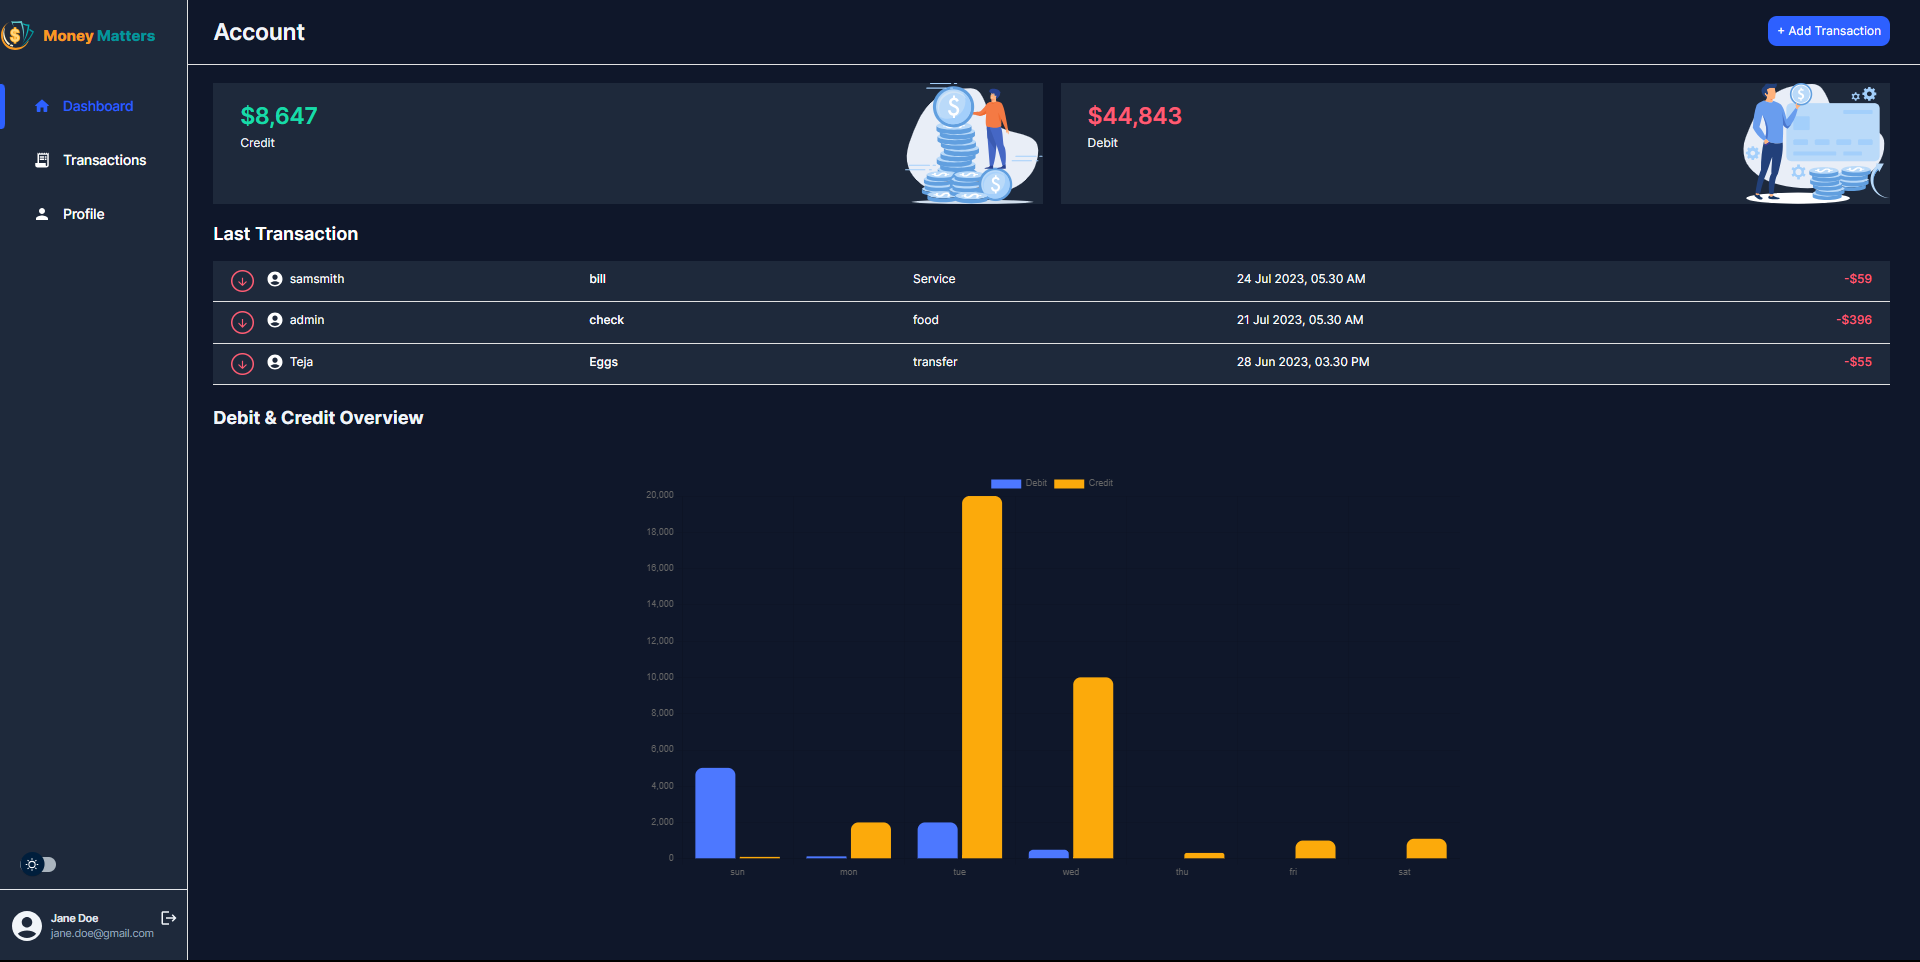 Money Matters
Dashboard
Transactions
Profile
Jane Doe
jane.doe@gmail.com
Account
+ Add Transaction
$8,647
Credit
$44,843
Debit
Last Transaction
samsmith bill Service 24 Jul 2023, 05.30 AM -$59
admin check food 21 Jul 2023, 05.30 AM -$396
Teja Eggs transfer 28 Jun 2023, 03.30 PM -$55
Debit & Credit Overview
Debit Credit
20,000
18,000
16,000
14,000
12,000
10,000
8,000
6,000
4,000
2,000
0
sun mon tue wed thu fri sat